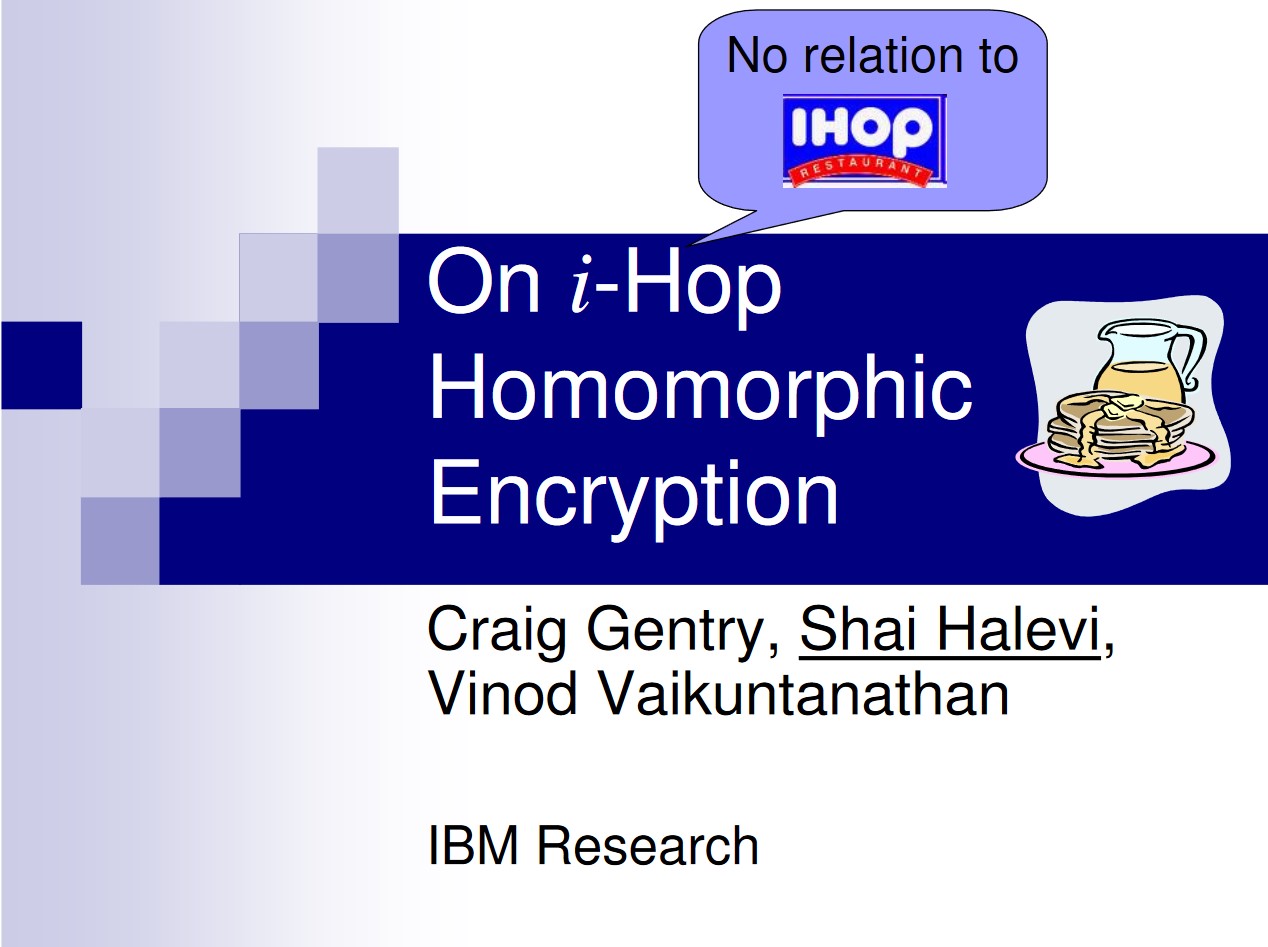 No relation to
IHOP
RESTAURANT
On i-Hop
Homomorphic
Encryption
Craig Gentry, Shai Halevi,
Vinod Vaikuntanathan
IBM Research